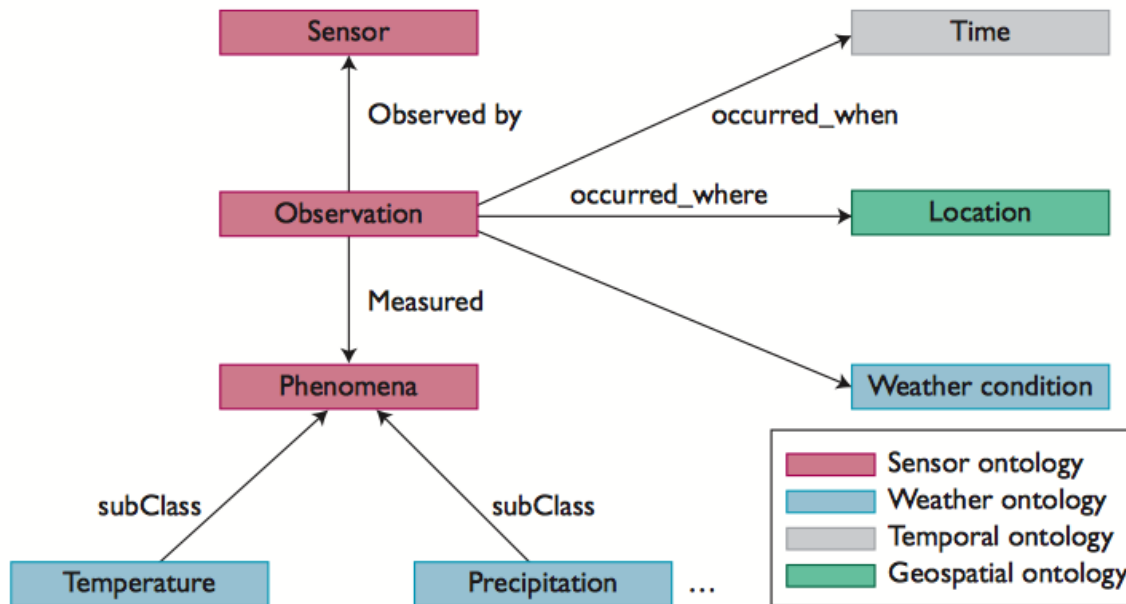 Sensor
Time
Observed by
occurred_when
Observation
occurred_where
Location
Measured
Phenomena
Weather condition
subClass
subClass
Temperature
Precipitation
...
Sensor ontology
Weather ontology
Temporal ontology
Geospatial ontology